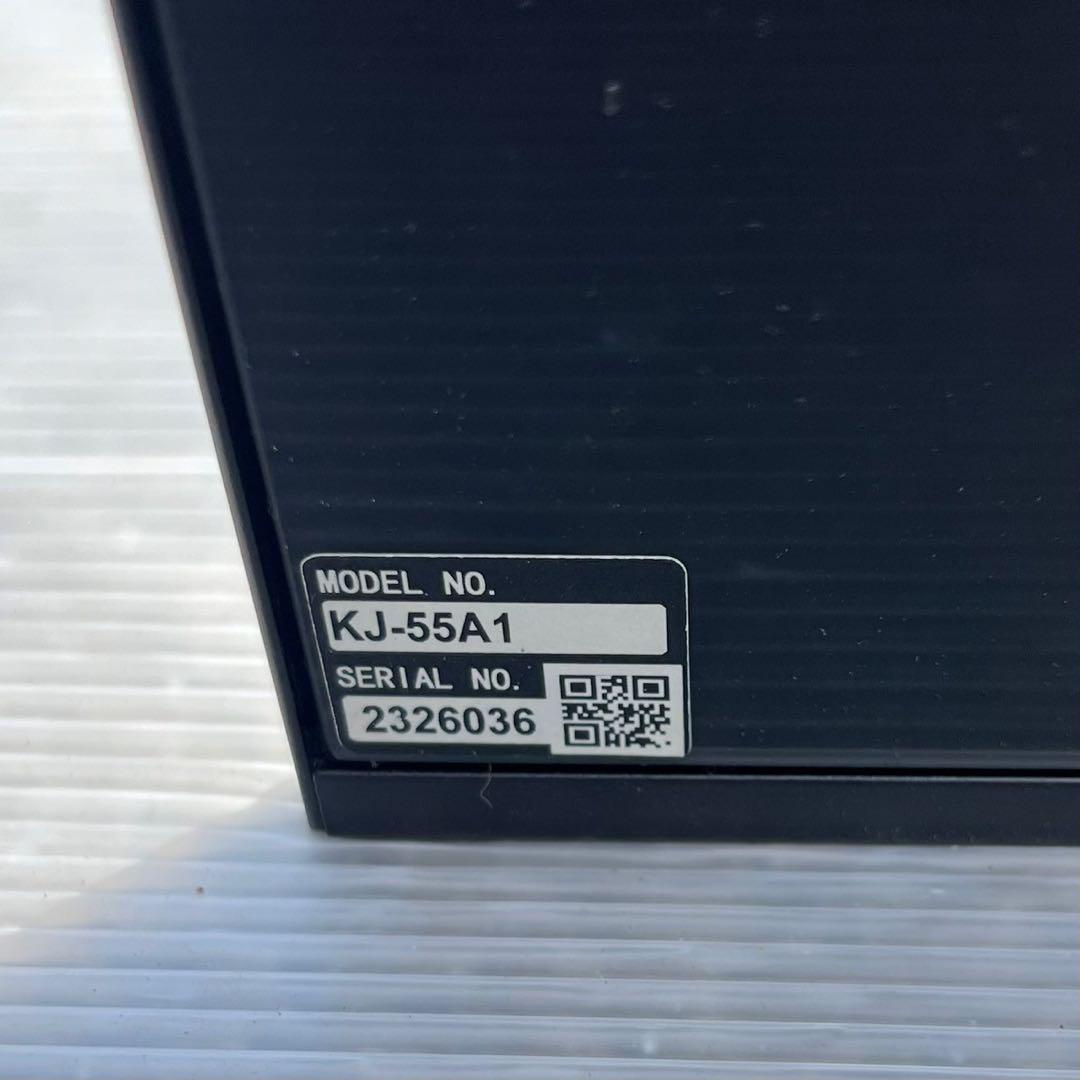 MODEL NO.
KJ-55A1
SERIAL NO.
2326036